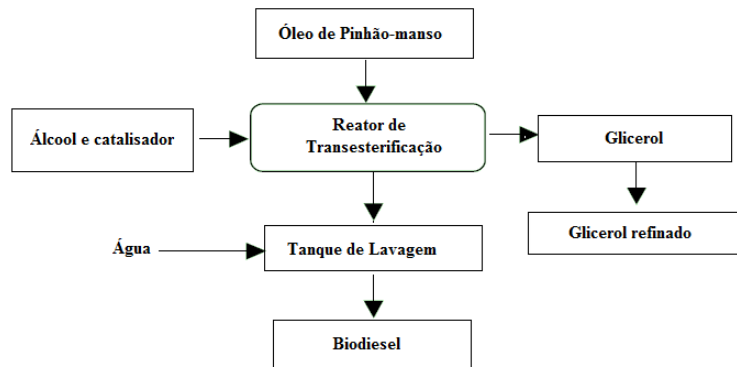 Óleo de Pinhão-manso
Álcool e catalisador
Reator de
Transesterificação
Glicerol
Glicerol refinado
Água
Tanque de Lavagem
Biodiesel